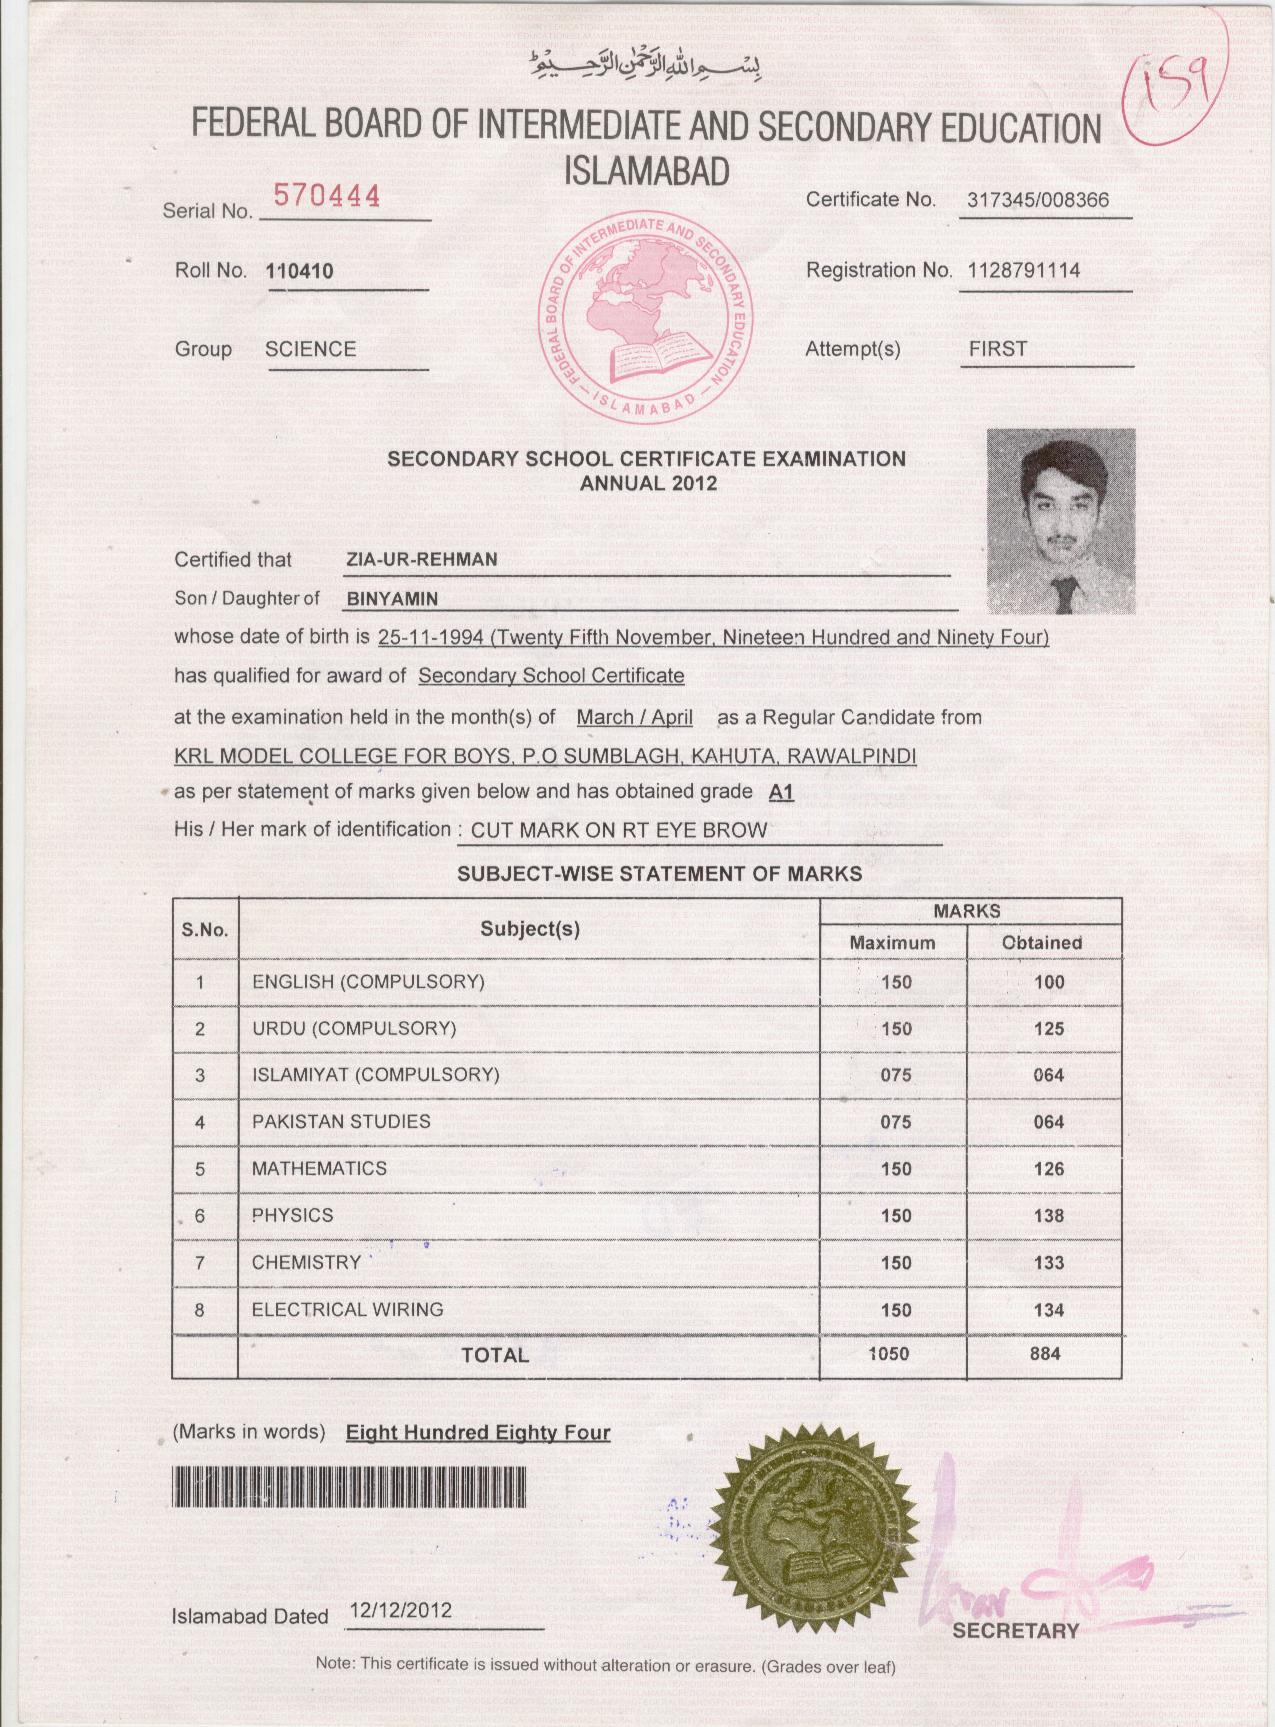 بِسْمِ اللهِ الرَّحْمٰنِ الرَّحِيْمِ
159
FEDERAL BOARD OF INTERMEDIATE AND SECONDARY EDUCATION
ISLAMABAD
Serial No. 570444
Certificate No. 317345/008366
Roll No. 110410
Registration No. 1128791114
Group SCIENCE
Attempt(s) FIRST
FEDERAL BOARD OF INTERMEDIATE AND SECONDARY EDUCATION
— ISLAMABAD —
SECONDARY SCHOOL CERTIFICATE EXAMINATION
ANNUAL 2012
Certified that ZIA-UR-REHMAN
Son / Daughter of BINYAMIN
whose date of birth is 25-11-1994 (Twenty Fifth November, Nineteen Hundred and Ninety Four)
has qualified for award of Secondary School Certificate
at the examination held in the month(s) of March / April as a Regular Candidate from
KRL MODEL COLLEGE FOR BOYS, P.O SUMBLAGH, KAHUTA, RAWALPINDI
as per statement of marks given below and has obtained grade A1
His / Her mark of identification : CUT MARK ON RT EYE BROW
SUBJECT-WISE STATEMENT OF MARKS
S.No. Subject(s) MARKS
Maximum Obtained
1 ENGLISH (COMPULSORY) 150 100
2 URDU (COMPULSORY) 150 125
3 ISLAMIYAT (COMPULSORY) 075 064
4 PAKISTAN STUDIES 075 064
5 MATHEMATICS 150 126
6 PHYSICS 150 138
7 CHEMISTRY 150 133
8 ELECTRICAL WIRING 150 134
TOTAL 1050 884
(Marks in words) Eight Hundred Eighty Four
Islamabad Dated 12/12/2012
SECRETARY
Note: This certificate is issued without alteration or erasure. (Grades over leaf)